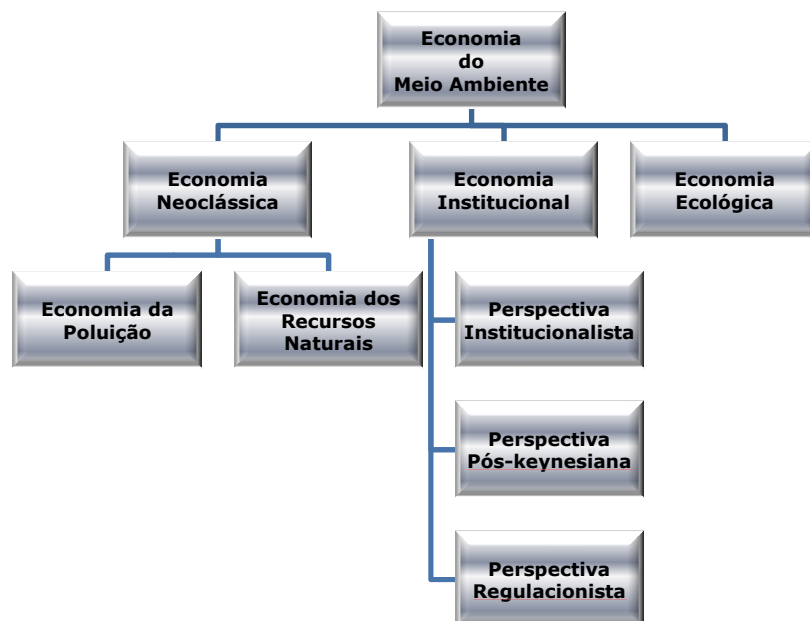 Economia
do
Meio Ambiente
Economia
Neoclássica
Economia
Institucional
Economia
Ecológica
Economia da
Poluição
Economia dos
Recursos
Naturais
Perspectiva
Institucionalista
Perspectiva
Pós-keynesiana
Perspectiva
Regulacionista